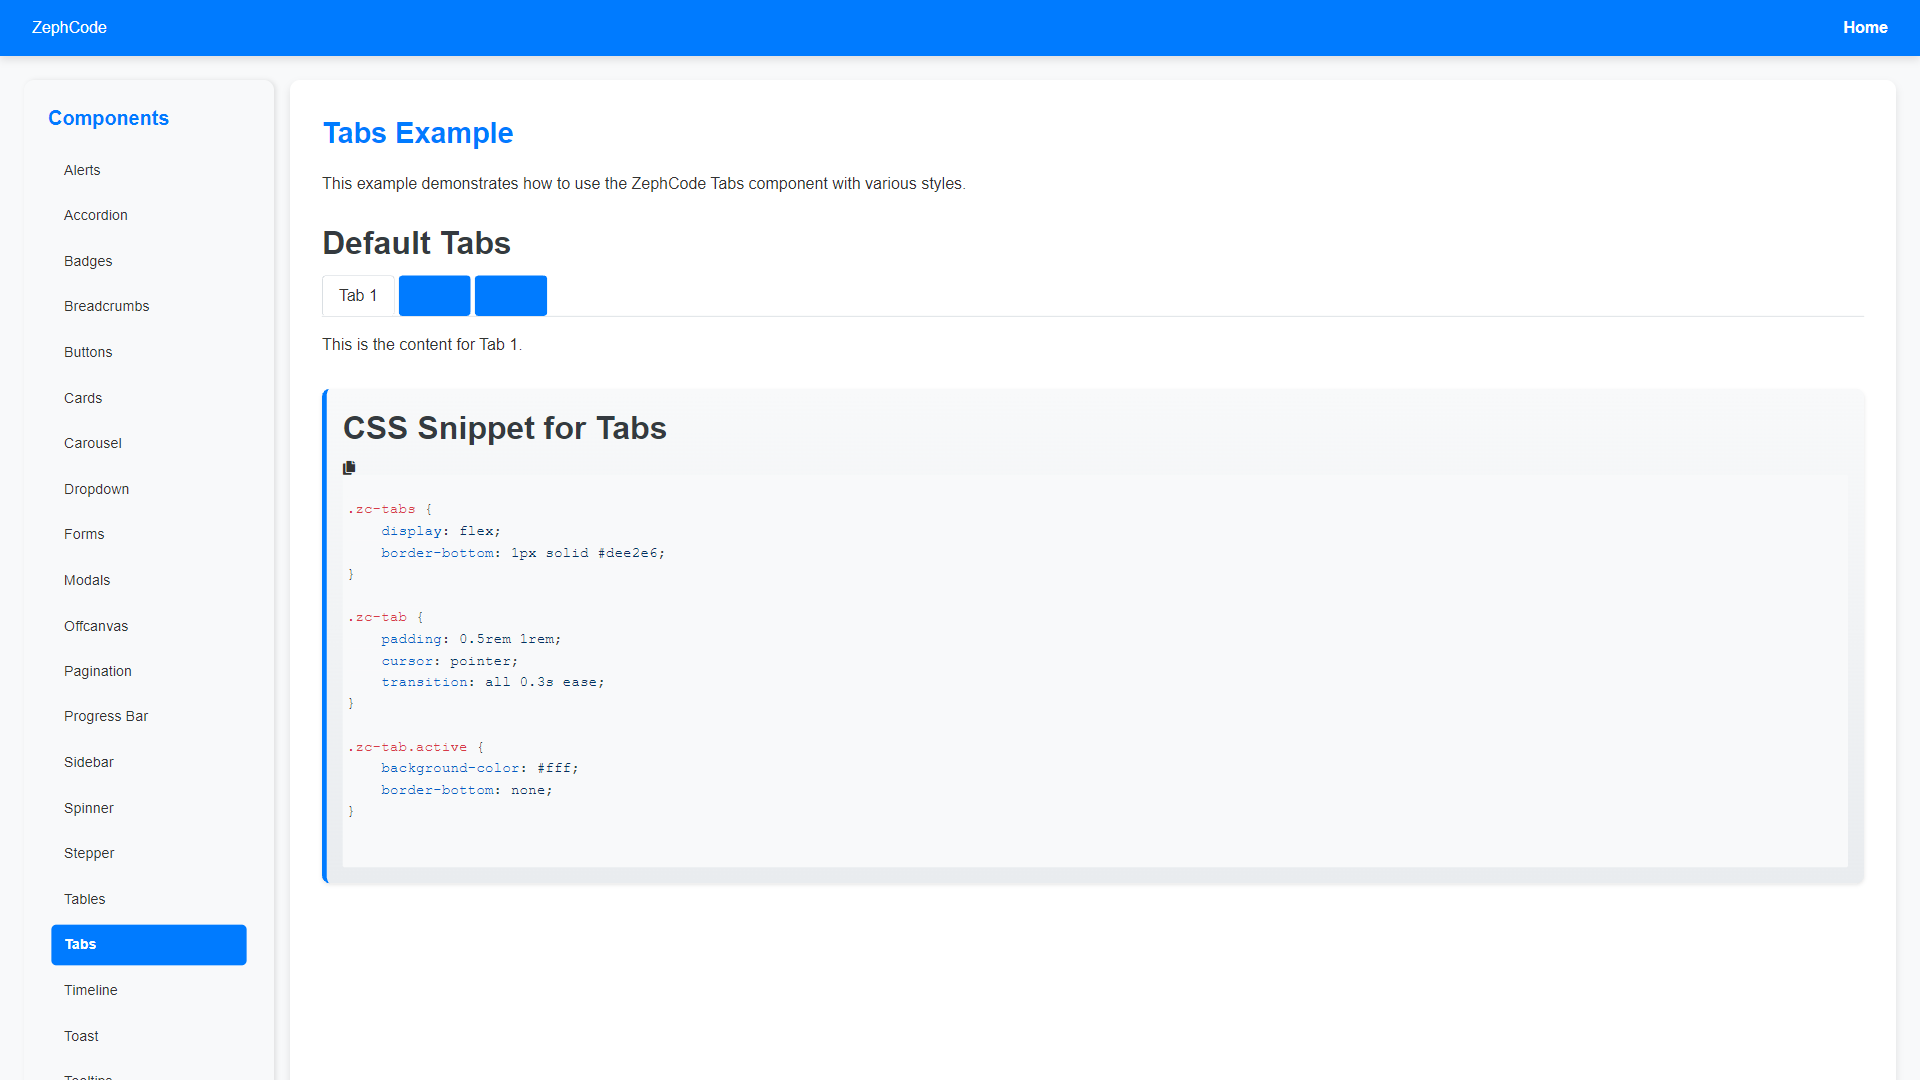 ZephCode
Home
Components
Alerts
Accordion
Badges
Breadcrumbs
Buttons
Cards
Carousel
Dropdown
Forms
Modals
Offcanvas
Pagination
Progress Bar
Sidebar
Spinner
Stepper
Tables
Tabs
Timeline
Toast
Tabs Example
This example demonstrates how to use the ZephCode Tabs component with various styles.
Default Tabs
Tab 1
This is the content for Tab 1.
CSS Snippet for Tabs
.zc-tabs {
    display: flex;
    border-bottom: 1px solid #dee2e6;
}
.zc-tab {
    padding: 0.5rem 1rem;
    cursor: pointer;
    transition: all 0.3s ease;
}
.zc-tab.active {
    background-color: #fff;
    border-bottom: none;
}